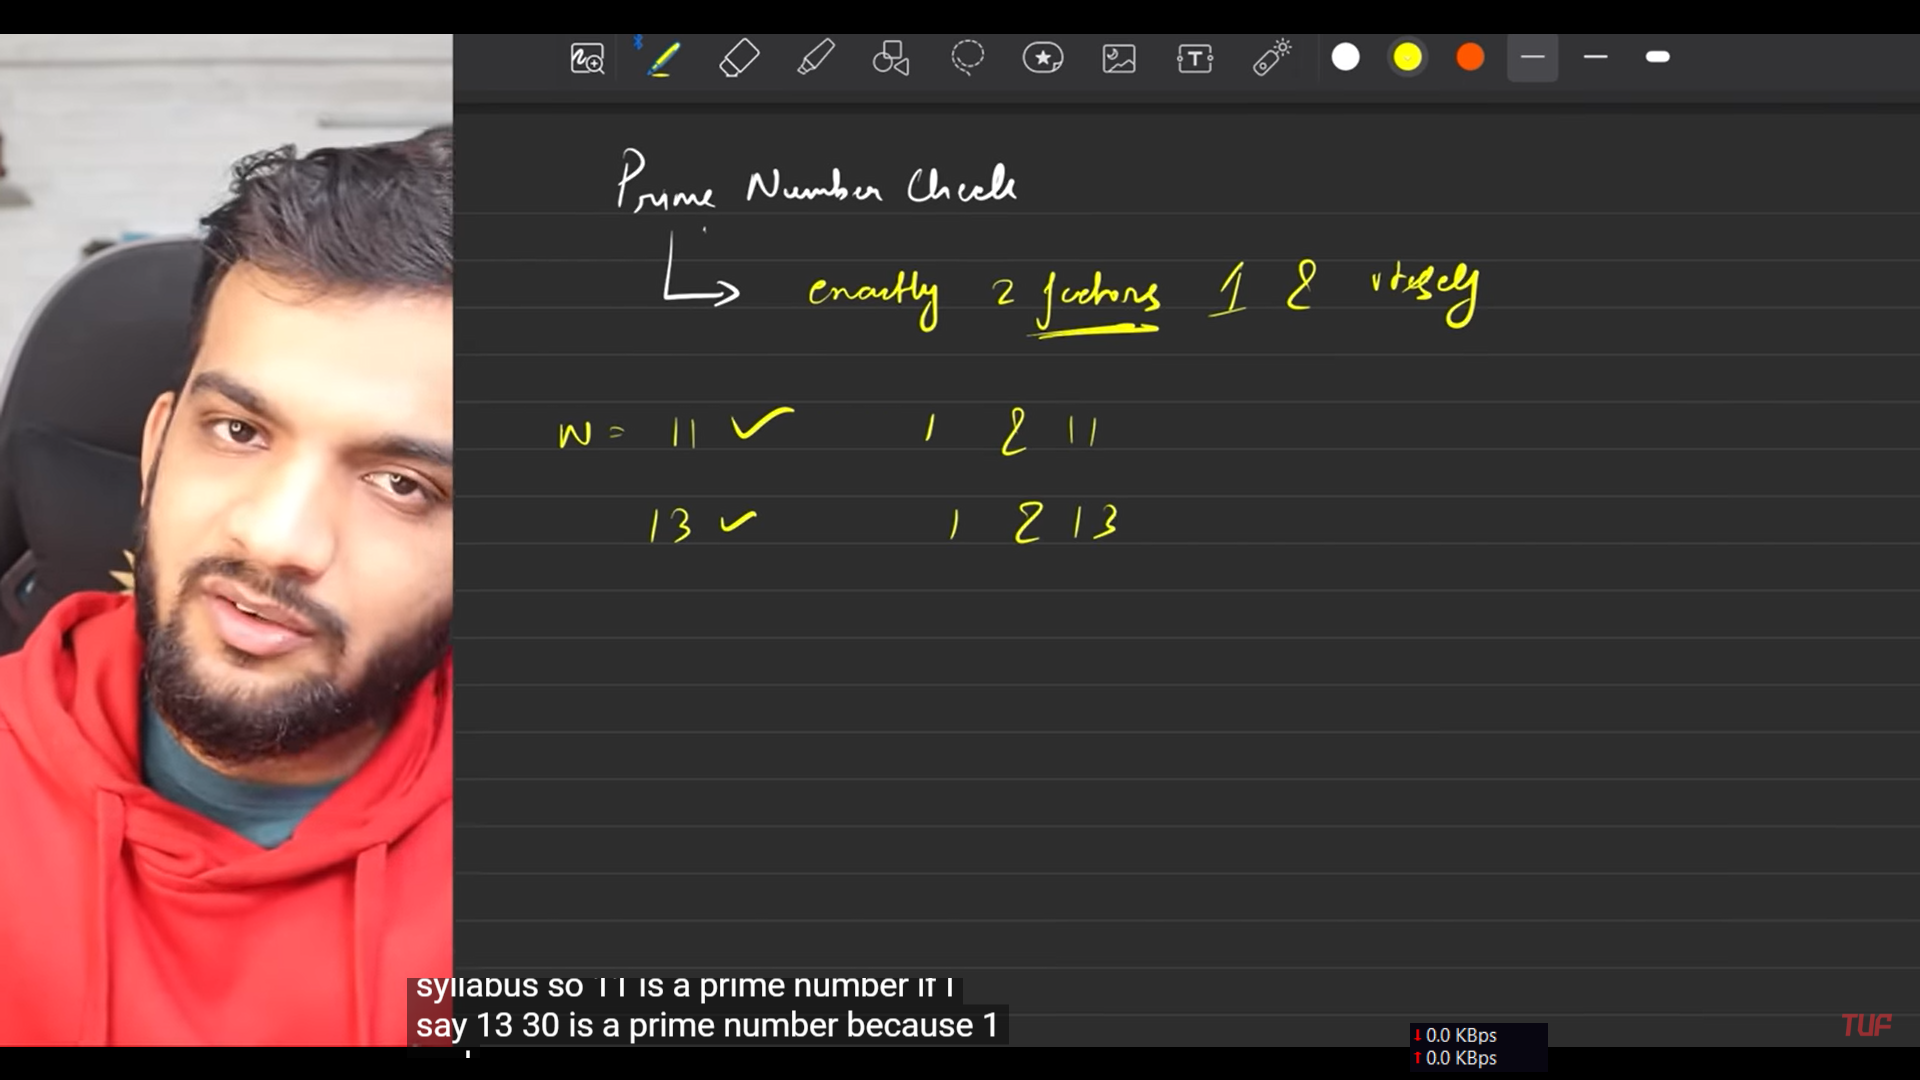 T
Prime Number Check
exactly 2 factors 1 & itself
N = 11 ✓ 1 & 11
13 ✓ 1 & 13
syllabus so 11 is a prime number if I
say 13 30 is a prime number because 1
TUF
↓ 0.0 KBps
↑ 0.0 KBps